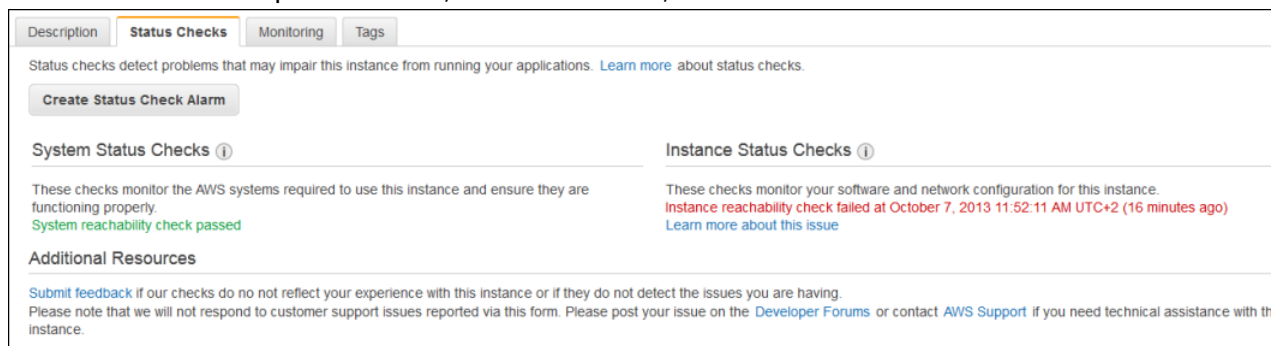 Description Status Checks Monitoring Tags
Status checks detect problems that may impair this instance from running your applications. Learn more about status checks.
Create Status Check Alarm
System Status Checks
Instance Status Checks
These checks monitor the AWS systems required to use this instance and ensure they are
functioning properly.
System reachability check passed
These checks monitor your software and network configuration for this instance.
Instance reachability check failed at October 7, 2013 11:52:11 AM UTC+2 (16 minutes ago)
Learn more about this issue
Additional Resources
Submit feedback if our checks do no not reflect your experience with this instance or if they do not detect the issues you are having.
Please note that we will not respond to customer support issues reported via this form. Please post your issue on the Developer Forums or contact AWS Support if you need technical assistance with th
instance.